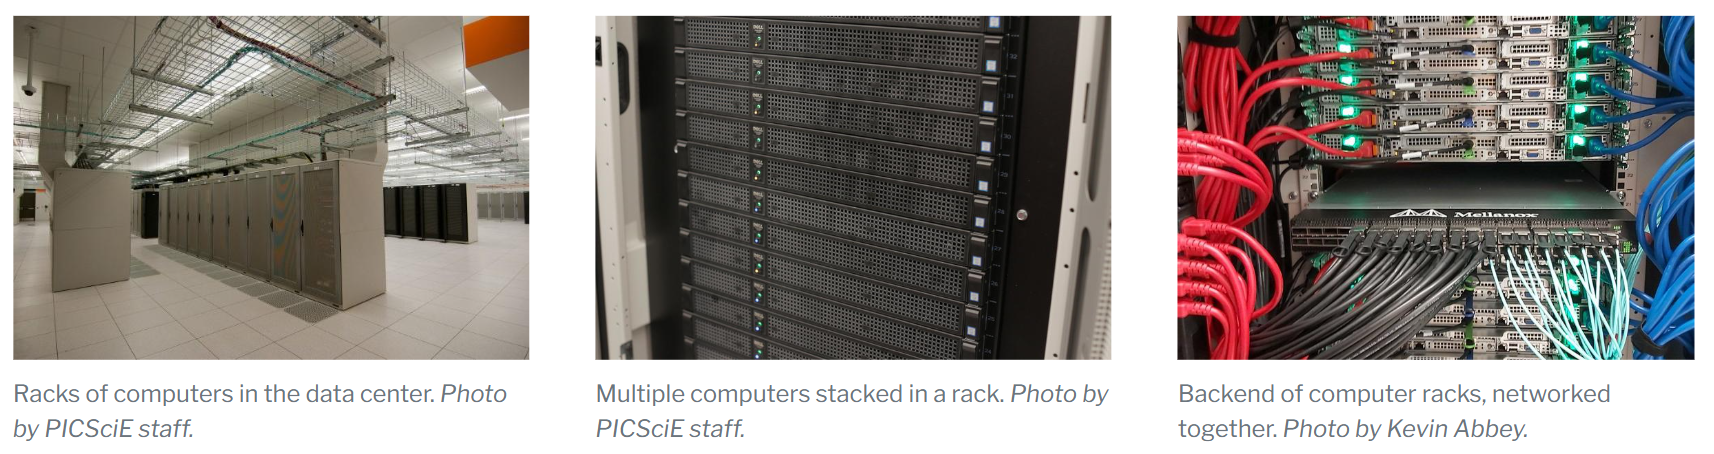 Mellanox
Racks of computers in the data center. Photo
by PICSciE staff.
Multiple computers stacked in a rack. Photo by
PICSciE staff.
Backend of computer racks, networked
together. Photo by Kevin Abbey.